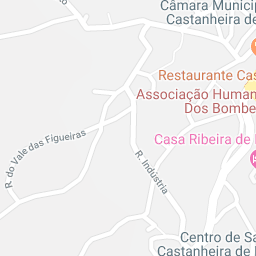 Câmara Munici
Castanheira de
Restaurante Cas
Associação Human
Dos Bombe
R. do Vale das Figueiras
Casa Ribeira de
R. Indústria
Centro de Sa
Castanheira de